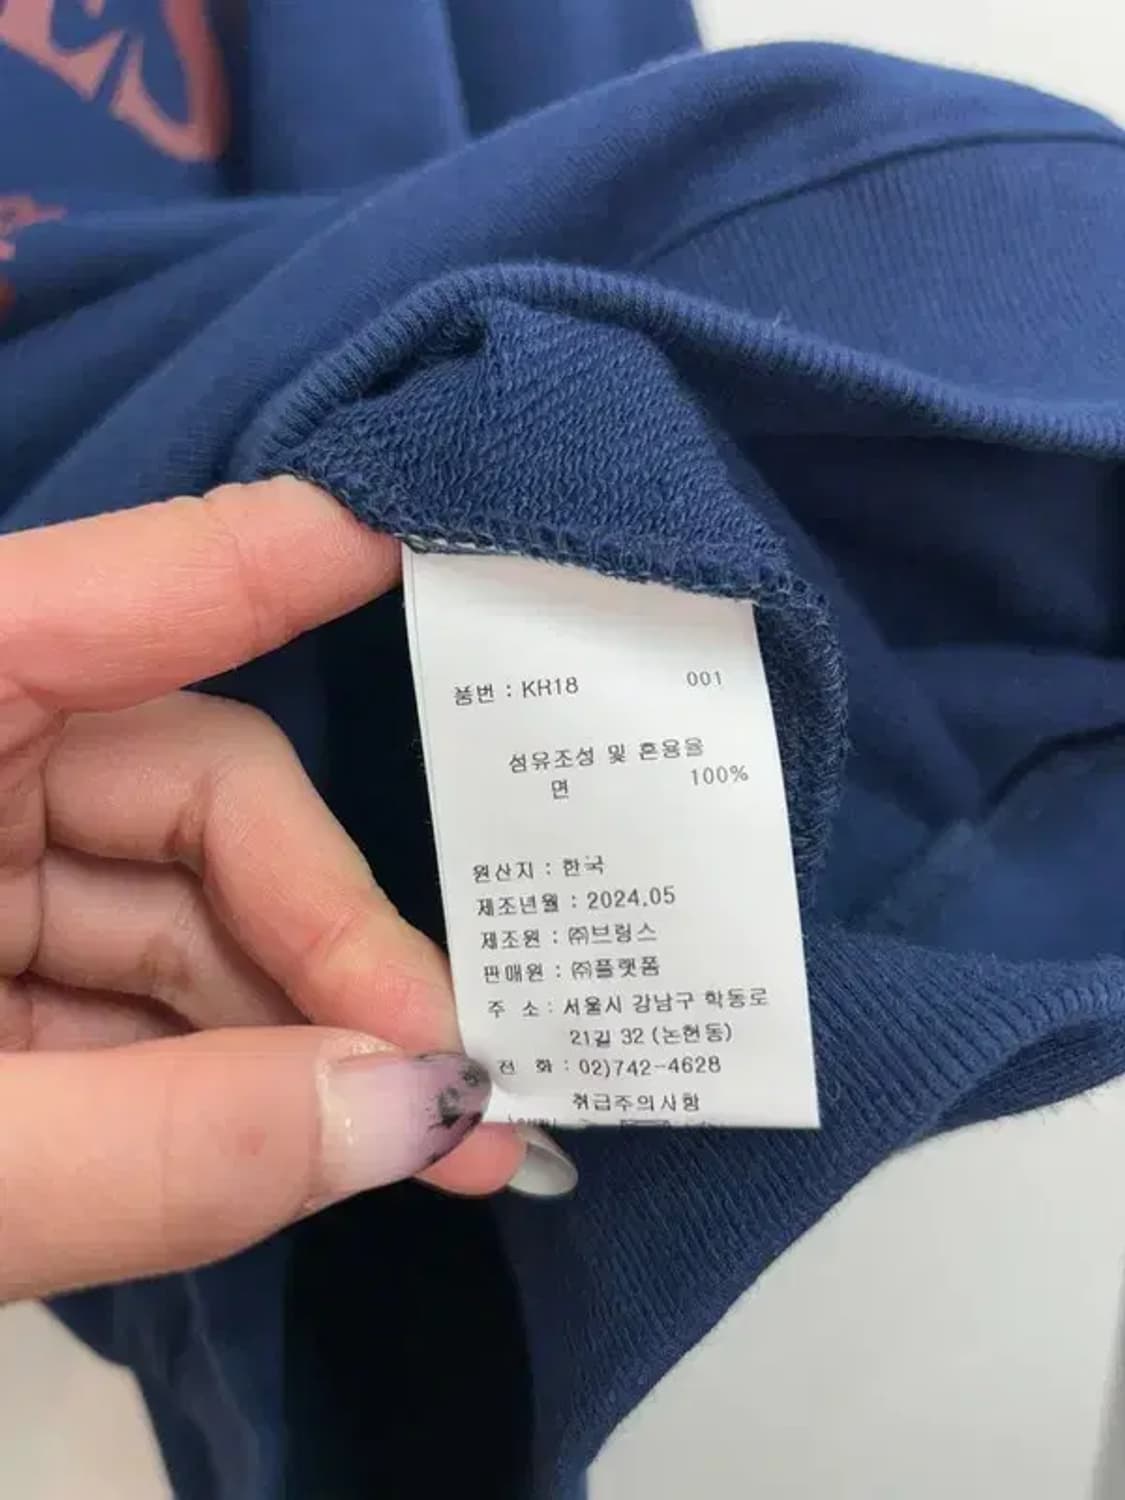 품번 : KH18 001
섬유조성 및 혼용율
면 100%
원산지 : 한국
제조년월 : 2024.05
제조원 : ㈜브링스
판매원 : ㈜플랫폼
주 소 : 서울시 강남구 학동로
21길 32 (논현동)
전 화 : 02)742-4628
취급주의사항